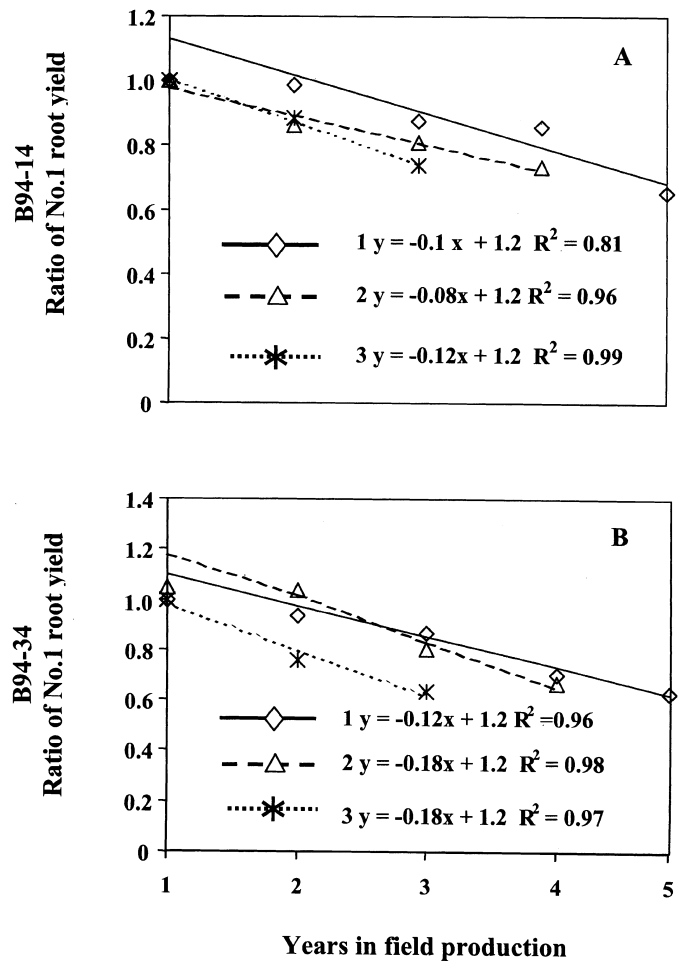 B94-14
Ratio of No.1 root yield
1.2
1.0
0.8
0.6
0.4
0.2
0
A
1 y = -0.1 x + 1.2 R2 = 0.81
2 y = -0.08x + 1.2 R2 = 0.96
3 y = -0.12x + 1.2 R2 = 0.99
B94-34
Ratio of No.1 root yield
1.4
1.2
1.0
0.8
0.6
0.4
0.2
0
B
1 y = -0.12x + 1.2 R2 =0.96
2 y = -0.18x + 1.2 R2 = 0.98
3 y = -0.18x + 1.2 R2 = 0.97
1 2 3 4 5
Years in field production